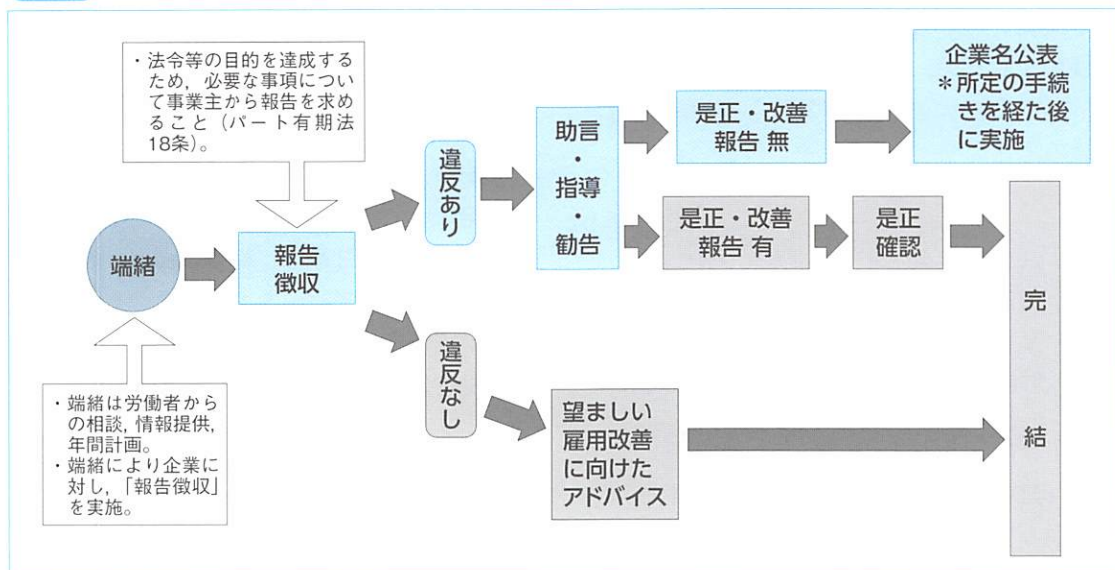 ・法令等の目的を達成する
ため，必要な事項につい
て事業主から報告を求め
ること（パート有期法
18条）。
端緒
・端緒は労働者から
の相談，情報提供，
年間計画。
・端緒により企業に
対し，「報告徴収」
を実施。
報告
徴収
違反あり
助言
・
指導
・
勧告
是正・改善
報告 無
企業名公表
＊所定の手続
きを経た後
に実施
是正・改善
報告 有
是正
確認
違反なし
望ましい
雇用改善
に向けた
アドバイス
完結